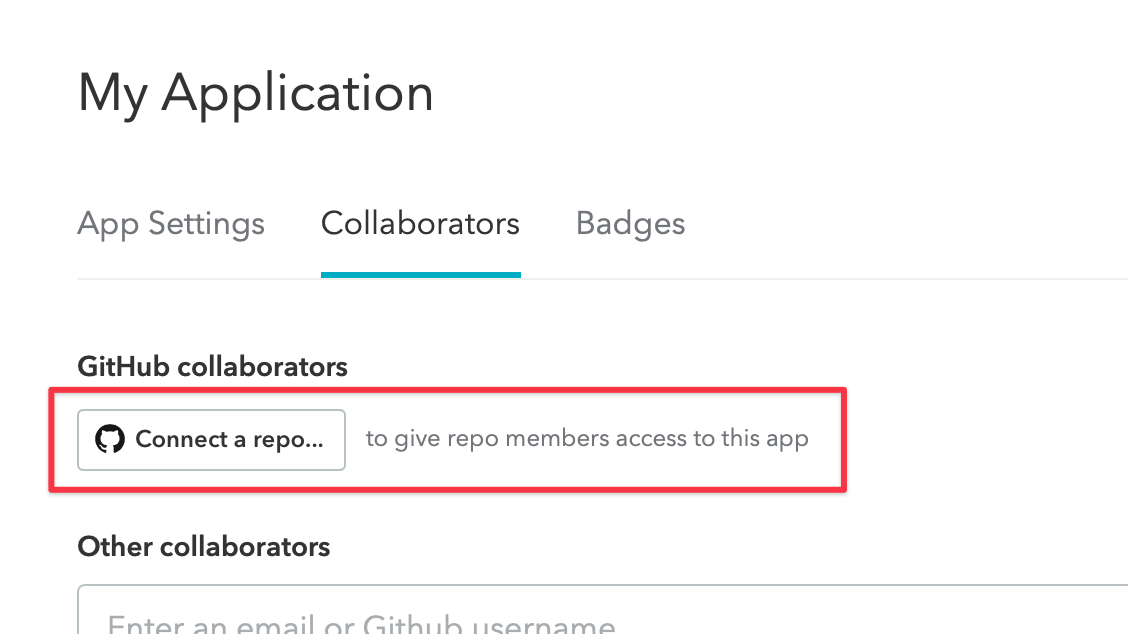 My Application
App Settings Collaborators Badges
GitHub collaborators
Connect a repo... to give repo members access to this app
Other collaborators
Enter an email or Github username